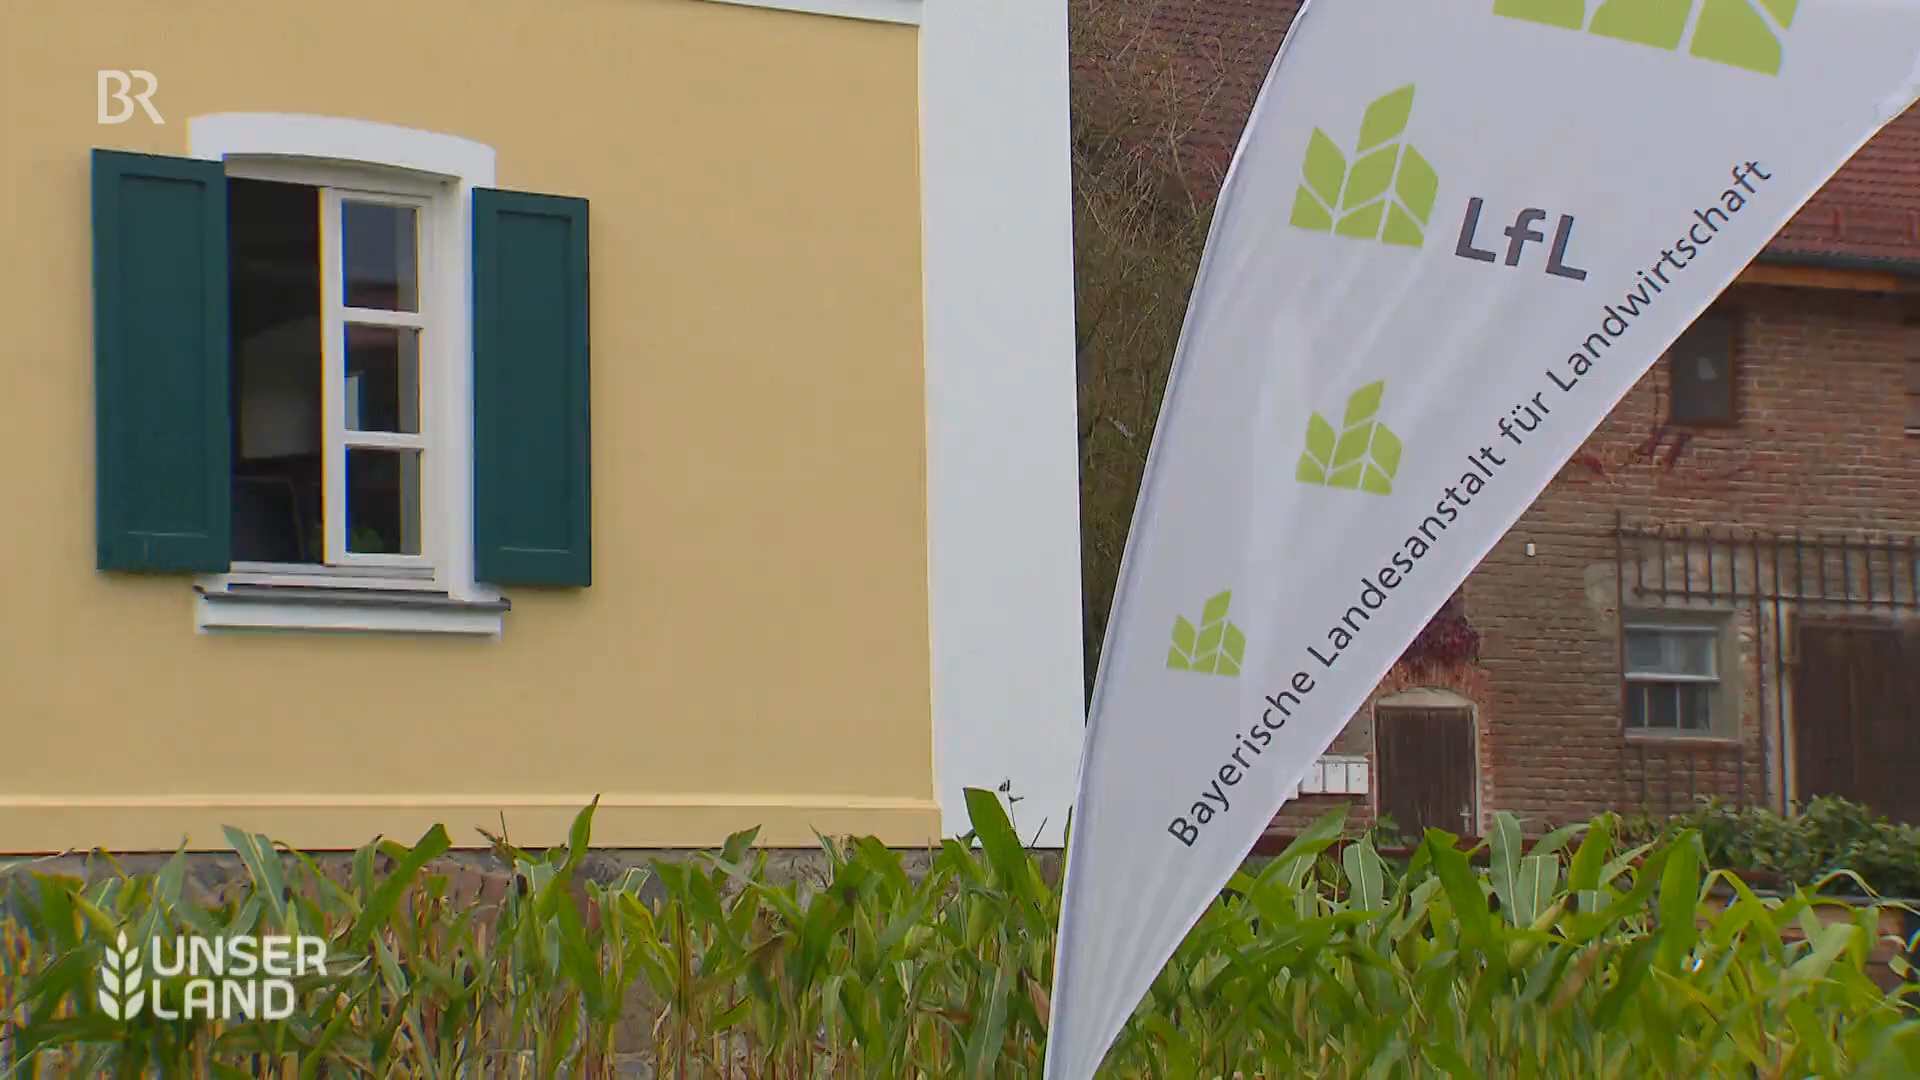 BR
LfL
Bayerische Landesanstalt für Landwirtschaft
UNSER
LAND